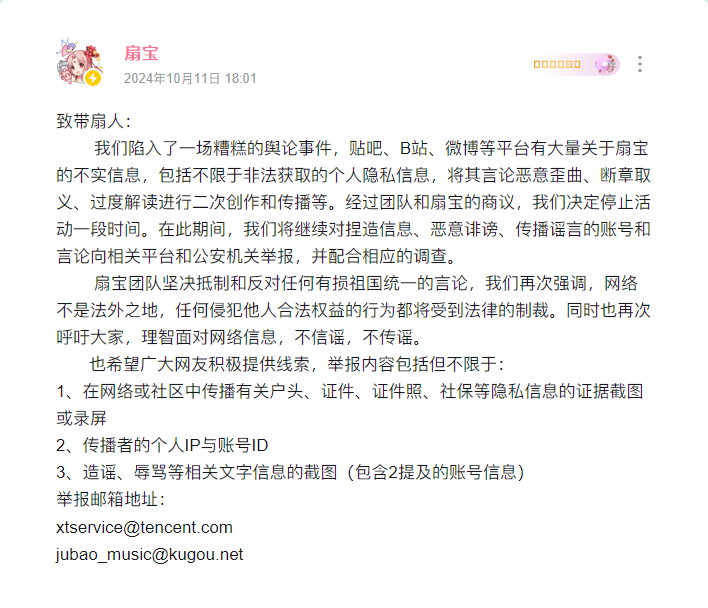 扇宝
2024年10月11日 18:01
致带扇人：
我们陷入了一场糟糕的舆论事件，贴吧、B站、微博等平台有大量关于扇宝
的不实信息，包括不限于非法获取的个人隐私信息，将其言论恶意歪曲、断章取
义、过度解读进行二次创作和传播等。经过团队和扇宝的商议，我们决定停止活
动一段时间。在此期间，我们将继续对捏造信息、恶意诽谤、传播谣言的账号和
言论向相关平台和公安机关举报，并配合相应的调查。
扇宝团队坚决抵制和反对任何有损祖国统一的言论，我们再次强调，网络
不是法外之地，任何侵犯他人合法权益的行为都将受到法律的制裁。同时也再次
呼吁大家，理智面对网络信息，不信谣，不传谣。
也希望广大网友积极提供线索，举报内容包括但不限于：
1、在网络或社区中传播有关户头、证件、证件照、社保等隐私信息的证据截图
或录屏
2、传播者的个人IP与账号ID
3、造谣、辱骂等相关文字信息的截图（包含2提及的账号信息）
举报邮箱地址：
xtservice@tencent.com
jubao_music@kugou.net